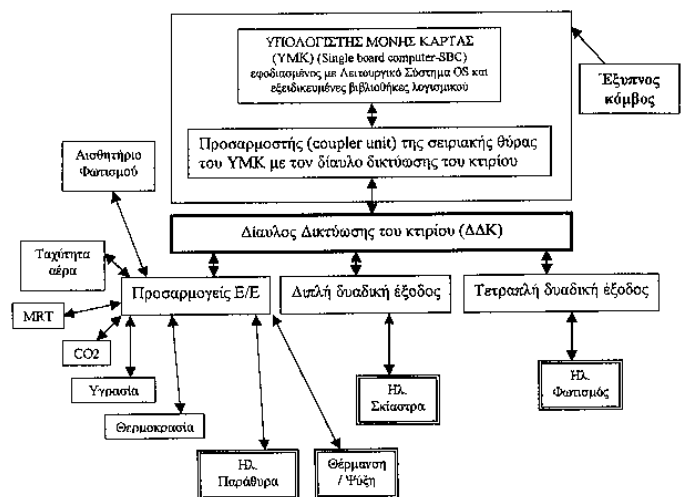 ΥΠΟΛΟΓΙΣΤΗΣ ΜΟΝΗΣ ΚΑΡΤΑΣ
(ΥΜΚ) (Single board computer-SBC)
εφοδιασμένος με Λειτουργικό Σύστημα OS και
εξειδικευμένες βιβλιοθήκες λογισμικού
Έξυπνος
κόμβος
Προσαρμοστής (coupler unit) της σειριακής θύρας
του ΥΜΚ με τον δίαυλο δικτύωσης του κτιρίου
Αισθητήριο
Φωτισμού
Δίαυλος Δικτύωσης του κτιρίου (ΔΔΚ)
Ταχύτητα
αέρα
Προσαρμογείς Ε/Ε
Διπλή δυαδική έξοδος
Τετραπλή δυαδική έξοδος
MRT
CO2
Υγρασία
Θερμοκρασία
Ηλ.
Σκίαστρα
Ηλ.
Φωτισμός
Ηλ.
Παράθυρα
Θέρμανση
/ Ψύξη